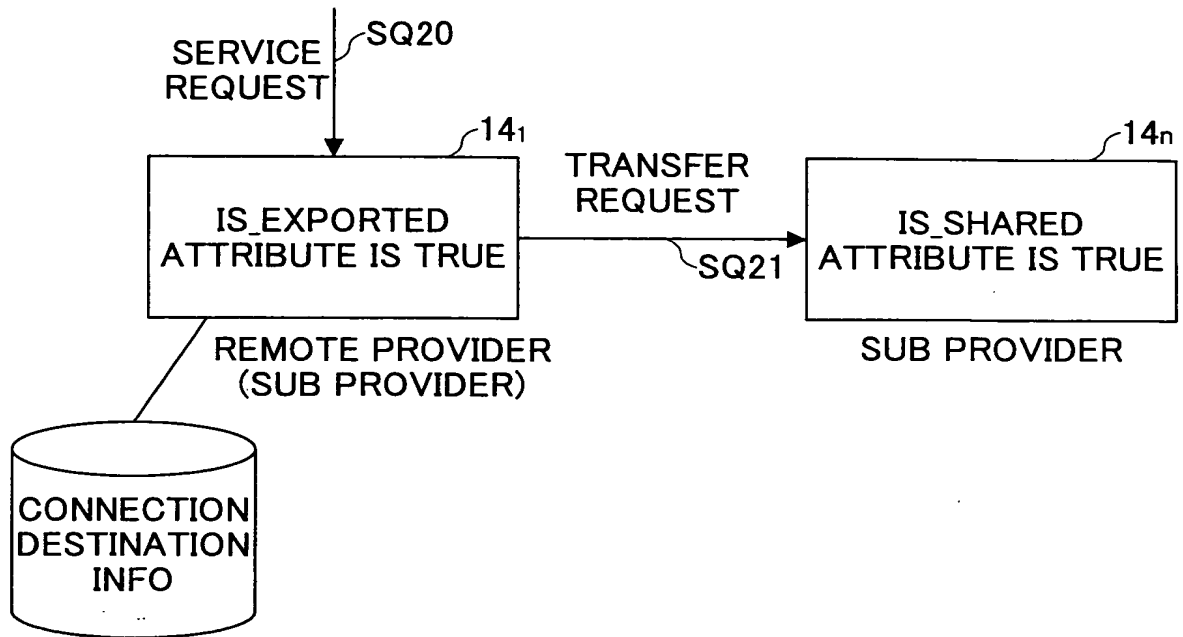 SQ20
SERVICE
REQUEST
14₁
IS_EXPORTED
ATTRIBUTE IS TRUE
TRANSFER
REQUEST
SQ21
14n
IS_SHARED
ATTRIBUTE IS TRUE
REMOTE PROVIDER
(SUB PROVIDER)
SUB PROVIDER
CONNECTION
DESTINATION
INFO